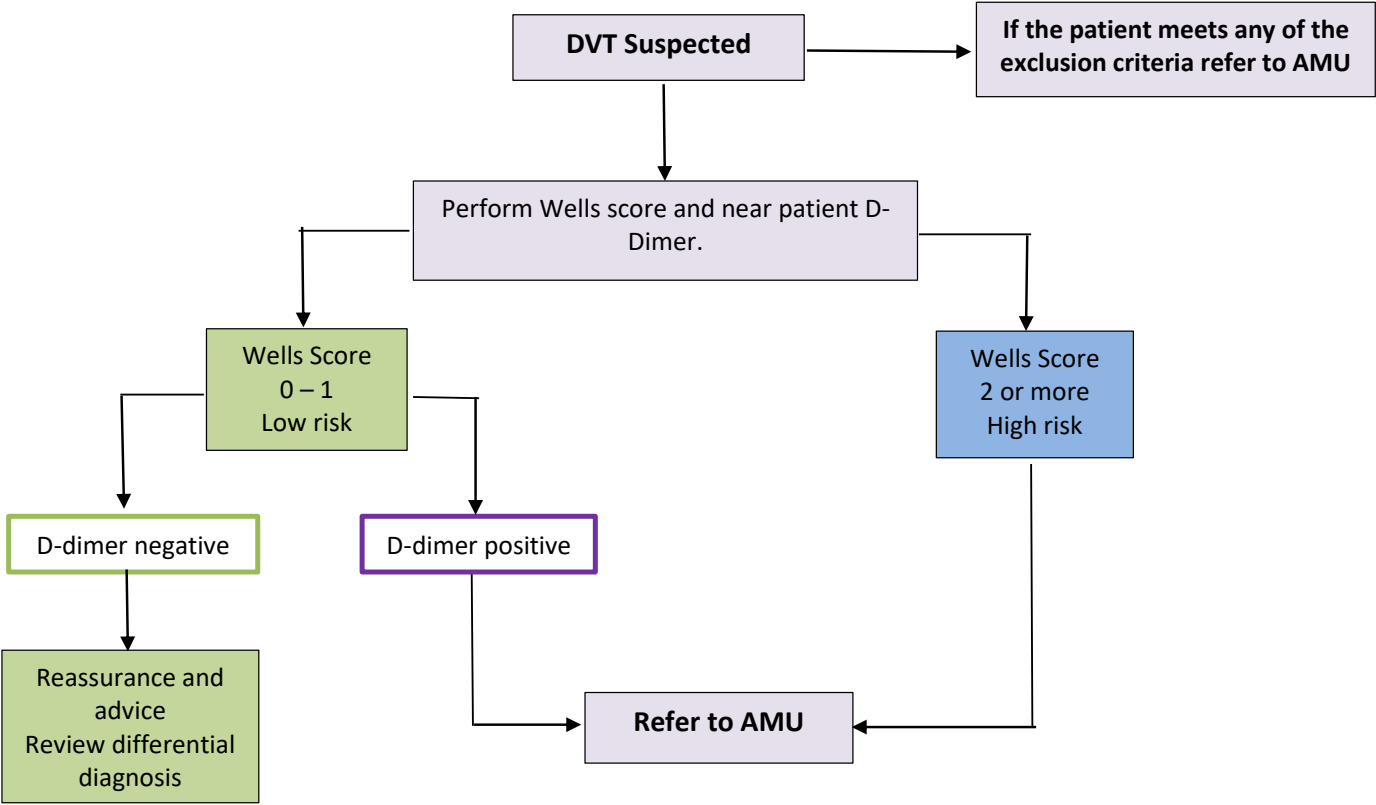 DVT Suspected
If the patient meets any of the
exclusion criteria refer to AMU
Perform Wells score and near patient D-
Dimer.
Wells Score
0 – 1
Low risk
Wells Score
2 or more
High risk
D-dimer negative
D-dimer positive
Reassurance and
advice
Review differential
diagnosis
Refer to AMU